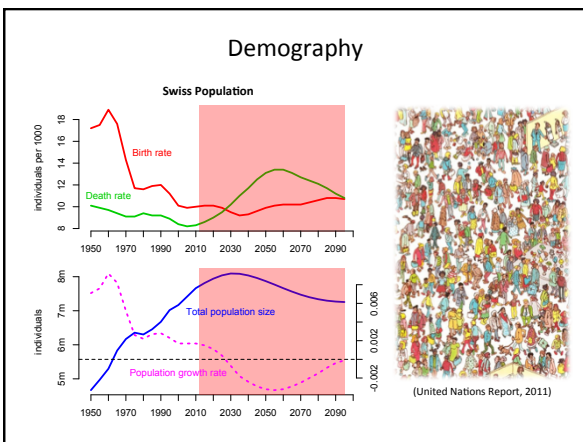 Demography
Swiss Population
individuals per 1000
18
16
14
12
10
8
Birth rate
Death rate
1950 1970 1990 2010 2030 2050 2070 2090
individuals
8m
7m
6m
5m
Total population size
Population growth rate
0.006
0.002
-0.002
1950 1970 1990 2010 2030 2050 2070 2090
(United Nations Report, 2011)